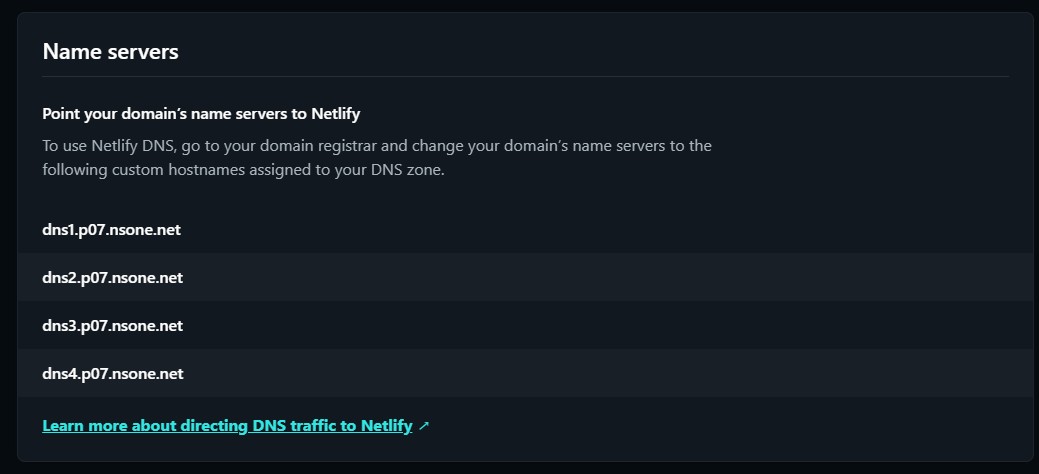 Name servers
Point your domain's name servers to Netlify
To use Netlify DNS, go to your domain registrar and change your domain's name servers to the
following custom hostnames assigned to your DNS zone.
dns1.p07.nsone.net
dns2.p07.nsone.net
dns3.p07.nsone.net
dns4.p07.nsone.net
Learn more about directing DNS traffic to Netlify ↗